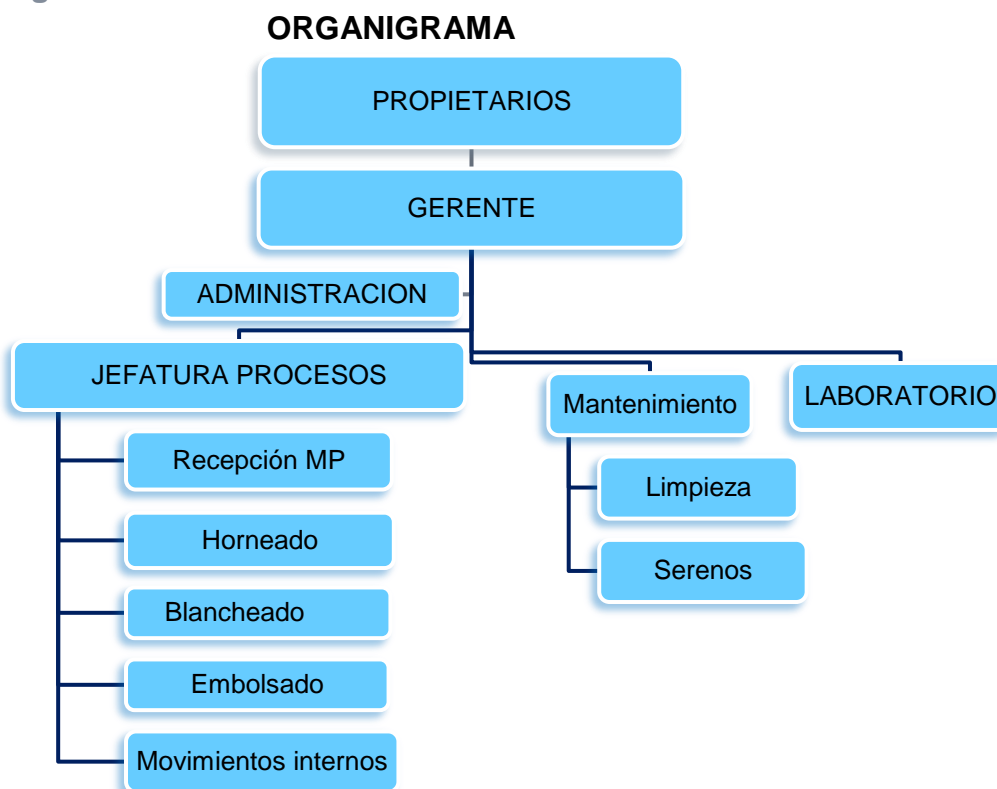 ORGANIGRAMA
PROPIETARIOS
GERENTE
ADMINISTRACION
JEFATURA PROCESOS
Recepción MP
Horneado
Blancheado
Embolsado
Movimientos internos
Mantenimiento
Limpieza
Serenos
LABORATORIO